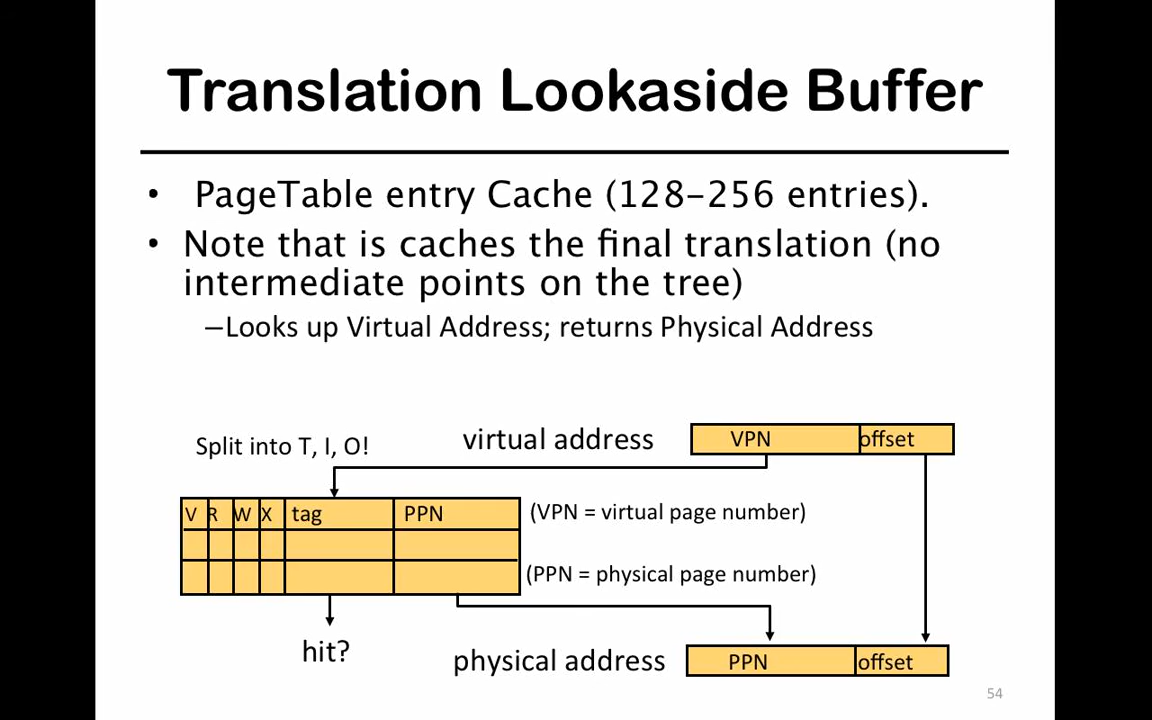 Translation Lookaside Buffer
• PageTable entry Cache (128-256 entries).
• Note that is caches the final translation (no
intermediate points on the tree)
–Looks up Virtual Address; returns Physical Address
Split into T, I, O!
virtual address
VPN
offset
V R W X tag PPN
(VPN = virtual page number)
(PPN = physical page number)
hit?
physical address
PPN
offset
54